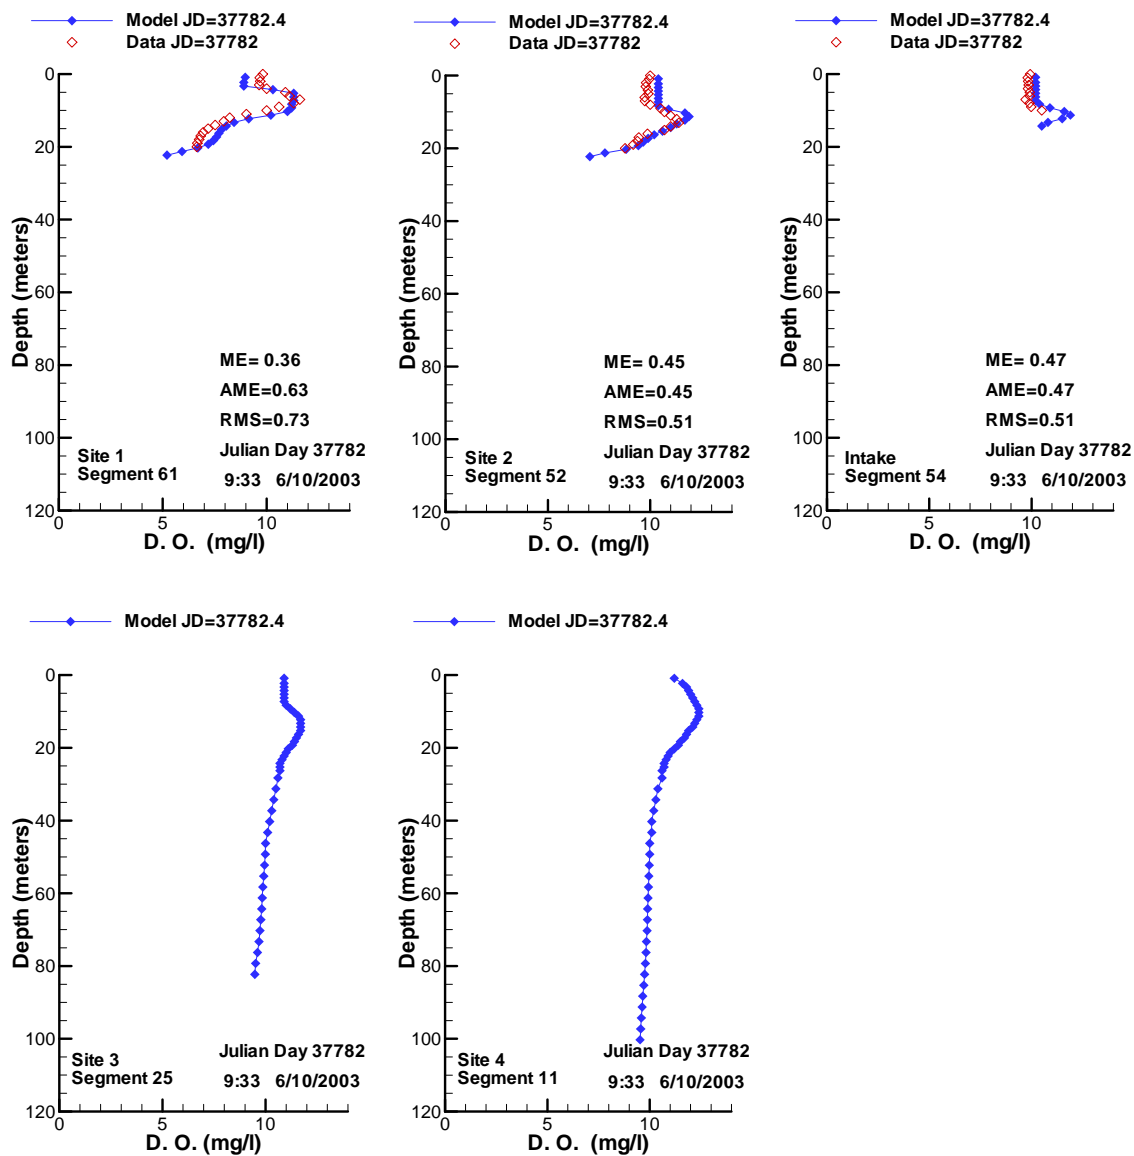 Model JD=37782.4
Data JD=37782
0
20
40
60
80
100
120
Depth (meters)
ME= 0.36
AME=0.63
RMS=0.73
Site 1
Segment 61
Julian Day 37782
9:33 6/10/2003
0 5 10
D. O. (mg/l)
Model JD=37782.4
Data JD=37782
0
20
40
60
80
100
120
Depth (meters)
ME= 0.45
AME=0.45
RMS=0.51
Site 2
Segment 52
Julian Day 37782
9:33 6/10/2003
0 5 10
D. O. (mg/l)
Model JD=37782.4
Data JD=37782
0
20
40
60
80
100
120
Depth (meters)
ME= 0.47
AME=0.47
RMS=0.51
Intake
Segment 54
Julian Day 37782
9:33 6/10/2003
0 5 10
D. O. (mg/l)
Model JD=37782.4
0
20
40
60
80
100
120
Depth (meters)
Site 3
Segment 25
Julian Day 37782
9:33 6/10/2003
0 5 10
D. O. (mg/l)
Model JD=37782.4
0
20
40
60
80
100
120
Depth (meters)
Site 4
Segment 11
Julian Day 37782
9:33 6/10/2003
0 5 10
D. O. (mg/l)